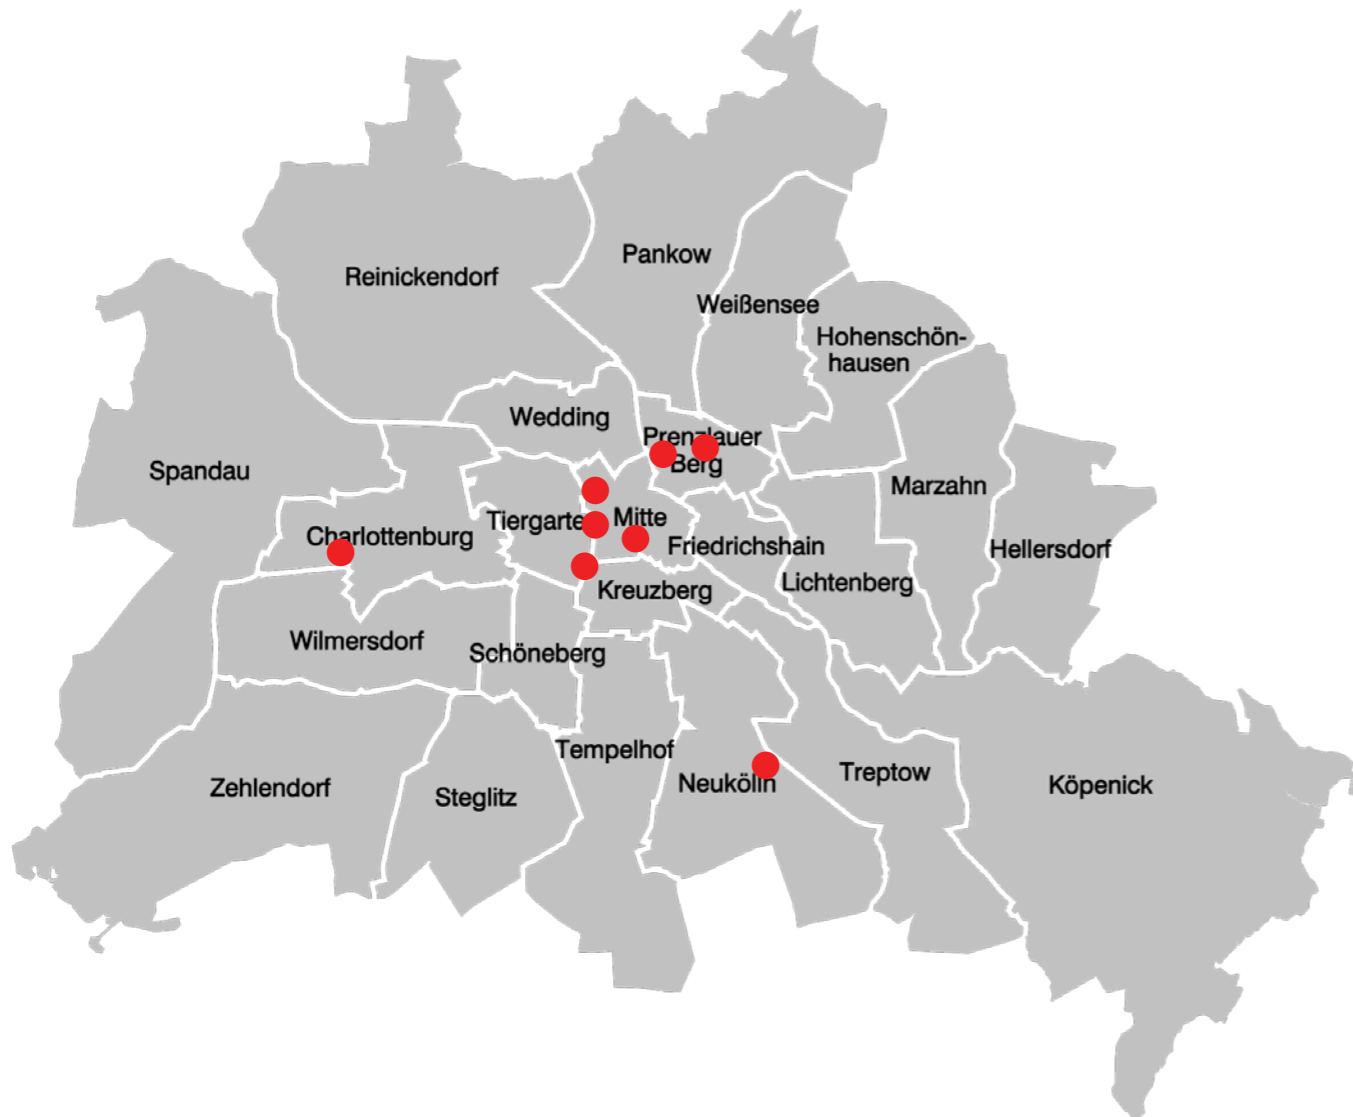 Pankow
Reinickendorf
Weißensee
Hohenschön-
hausen
Wedding
Prenzlauer
Berg
Spandau
Marzahn
Tiergarten
Mitte
Charlottenburg
Friedrichshain
Hellersdorf
Lichtenberg
Kreuzberg
Wilmersdorf
Schöneberg
Tempelhof
Neukölln
Treptow
Köpenick
Zehlendorf
Steglitz